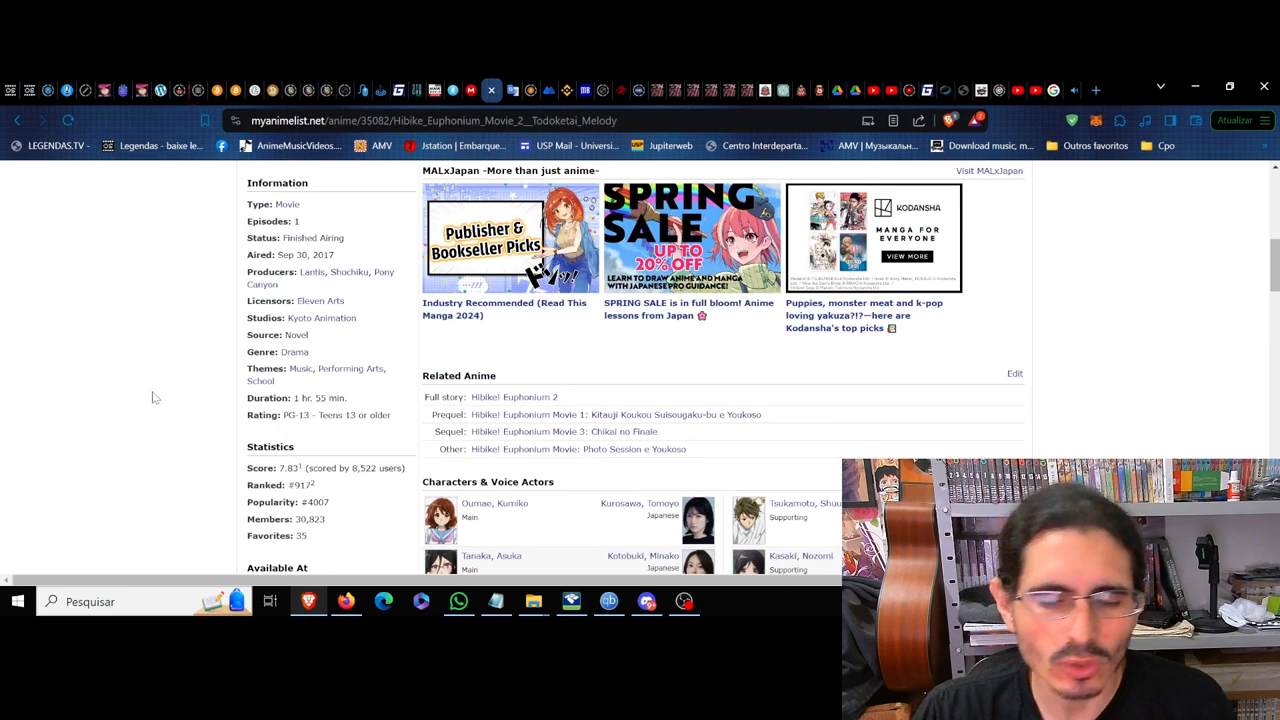 myanimelist.net/anime/35082/Hibike_Euphonium_Movie_2__Todoketai_Melody
Atualizar
LEGENDAS.TV -
Legendas - baixe le...
AnimeMusicVideos....
AMV
Jstation | Embarque...
USP Mail - Universi...
Jupiterweb
Centro Interdeparta...
AMV | Музыкальн...
Download music, m...
Outros favoritos
Cpo
Information
Type: Movie
Episodes: 1
Status: Finished Airing
Aired: Sep 30, 2017
Producers: Lantis, Shochiku, Pony
Canyon
Licensors: Eleven Arts
Studios: Kyoto Animation
Source: Novel
Genre: Drama
Themes: Music, Performing Arts,
School
Duration: 1 hr. 55 min.
Rating: PG-13 - Teens 13 or older
Statistics
Score: 7.83¹ (scored by 8,522 users)
Ranked: #917²
Popularity: #4007
Members: 30,823
Favorites: 35
Available At
MALxJapan -More than just anime-
Visit MALxJapan
Publisher &
Bookseller Picks
SPRING
SALE
UP TO
20% OFF
LEARN TO DRAW ANIME AND MANGA
WITH JAPANESE PRO GUIDANCE!
KODANSHA
MANGA FOR
EVERYONE
VIEW MORE
Industry Recommended (Read This
Manga 2024)
SPRING SALE is in full bloom! Anime
lessons from Japan
Puppies, monster meat and k-pop
loving yakuza?!?—here are
Kodansha's top picks
Related Anime
Edit
Full story: Hibike! Euphonium 2
Prequel: Hibike! Euphonium Movie 1: Kitauji Koukou Suisougaku-bu e Youkoso
Sequel: Hibike! Euphonium Movie 3: Chikai no Finale
Other: Hibike! Euphonium Movie: Photo Session e Youkoso
Characters & Voice Actors
Oumae, Kumiko
Main
Kurosawa, Tomoyo
Japanese
Tsukamoto, Shuu
Supporting
Tanaka, Asuka
Main
Kotobuki, Minako
Japanese
Kasaki, Nozomi
Supporting
Pesquisar